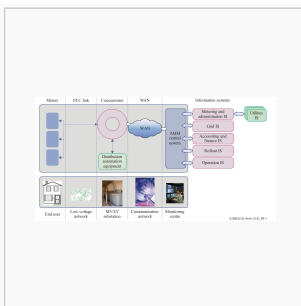 Meters
PLC link
Concentrator
WAN
Information systems
WAN
AMM
control
system
Metering and
administration IS
Grid IS
Accounting and
finance IS
Operation IS
Utilities
IS
Distribution
automation
equipment
End user
Low voltage
network
MV/LV
substation
Communication
network
Monitoring
centre